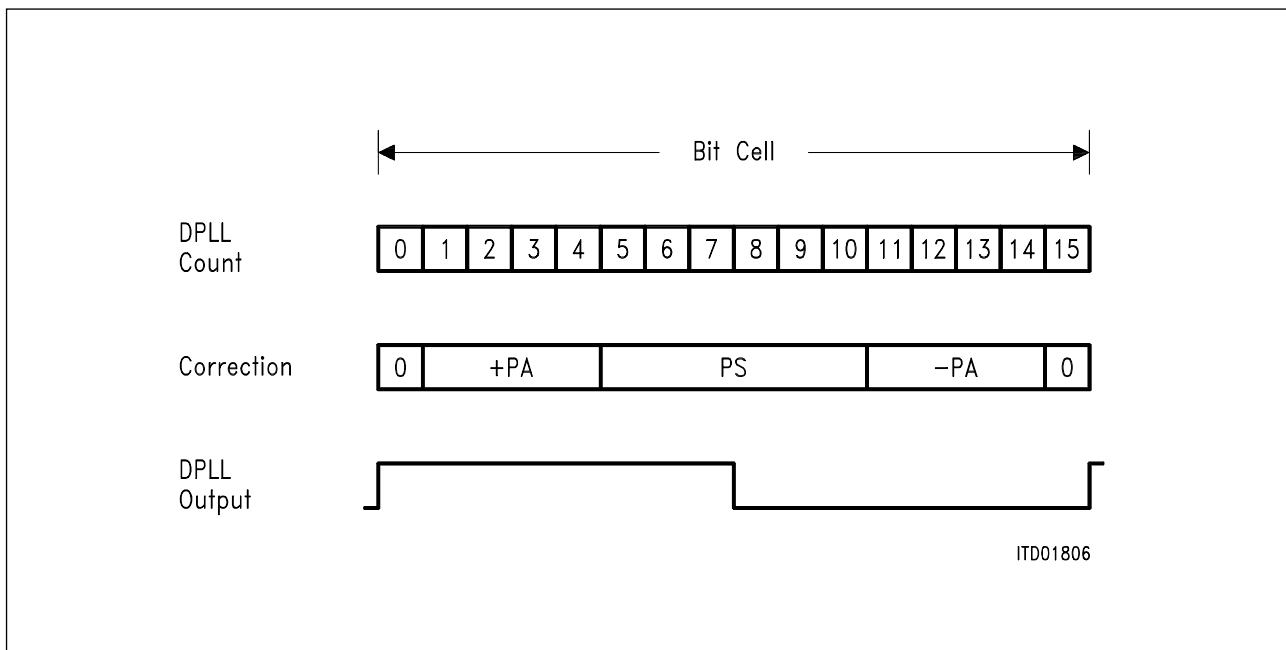 Bit Cell
DPLL
Count
0 1 2 3 4 5 6 7 8 9 10 11 12 13 14 15
Correction
0 +PA PS -PA 0
DPLL
Output
ITD01806